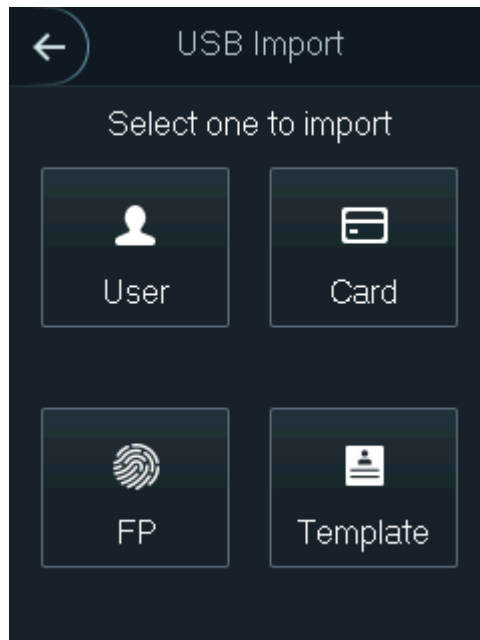 USB Import
Select one to import
User
Card
FP
Template